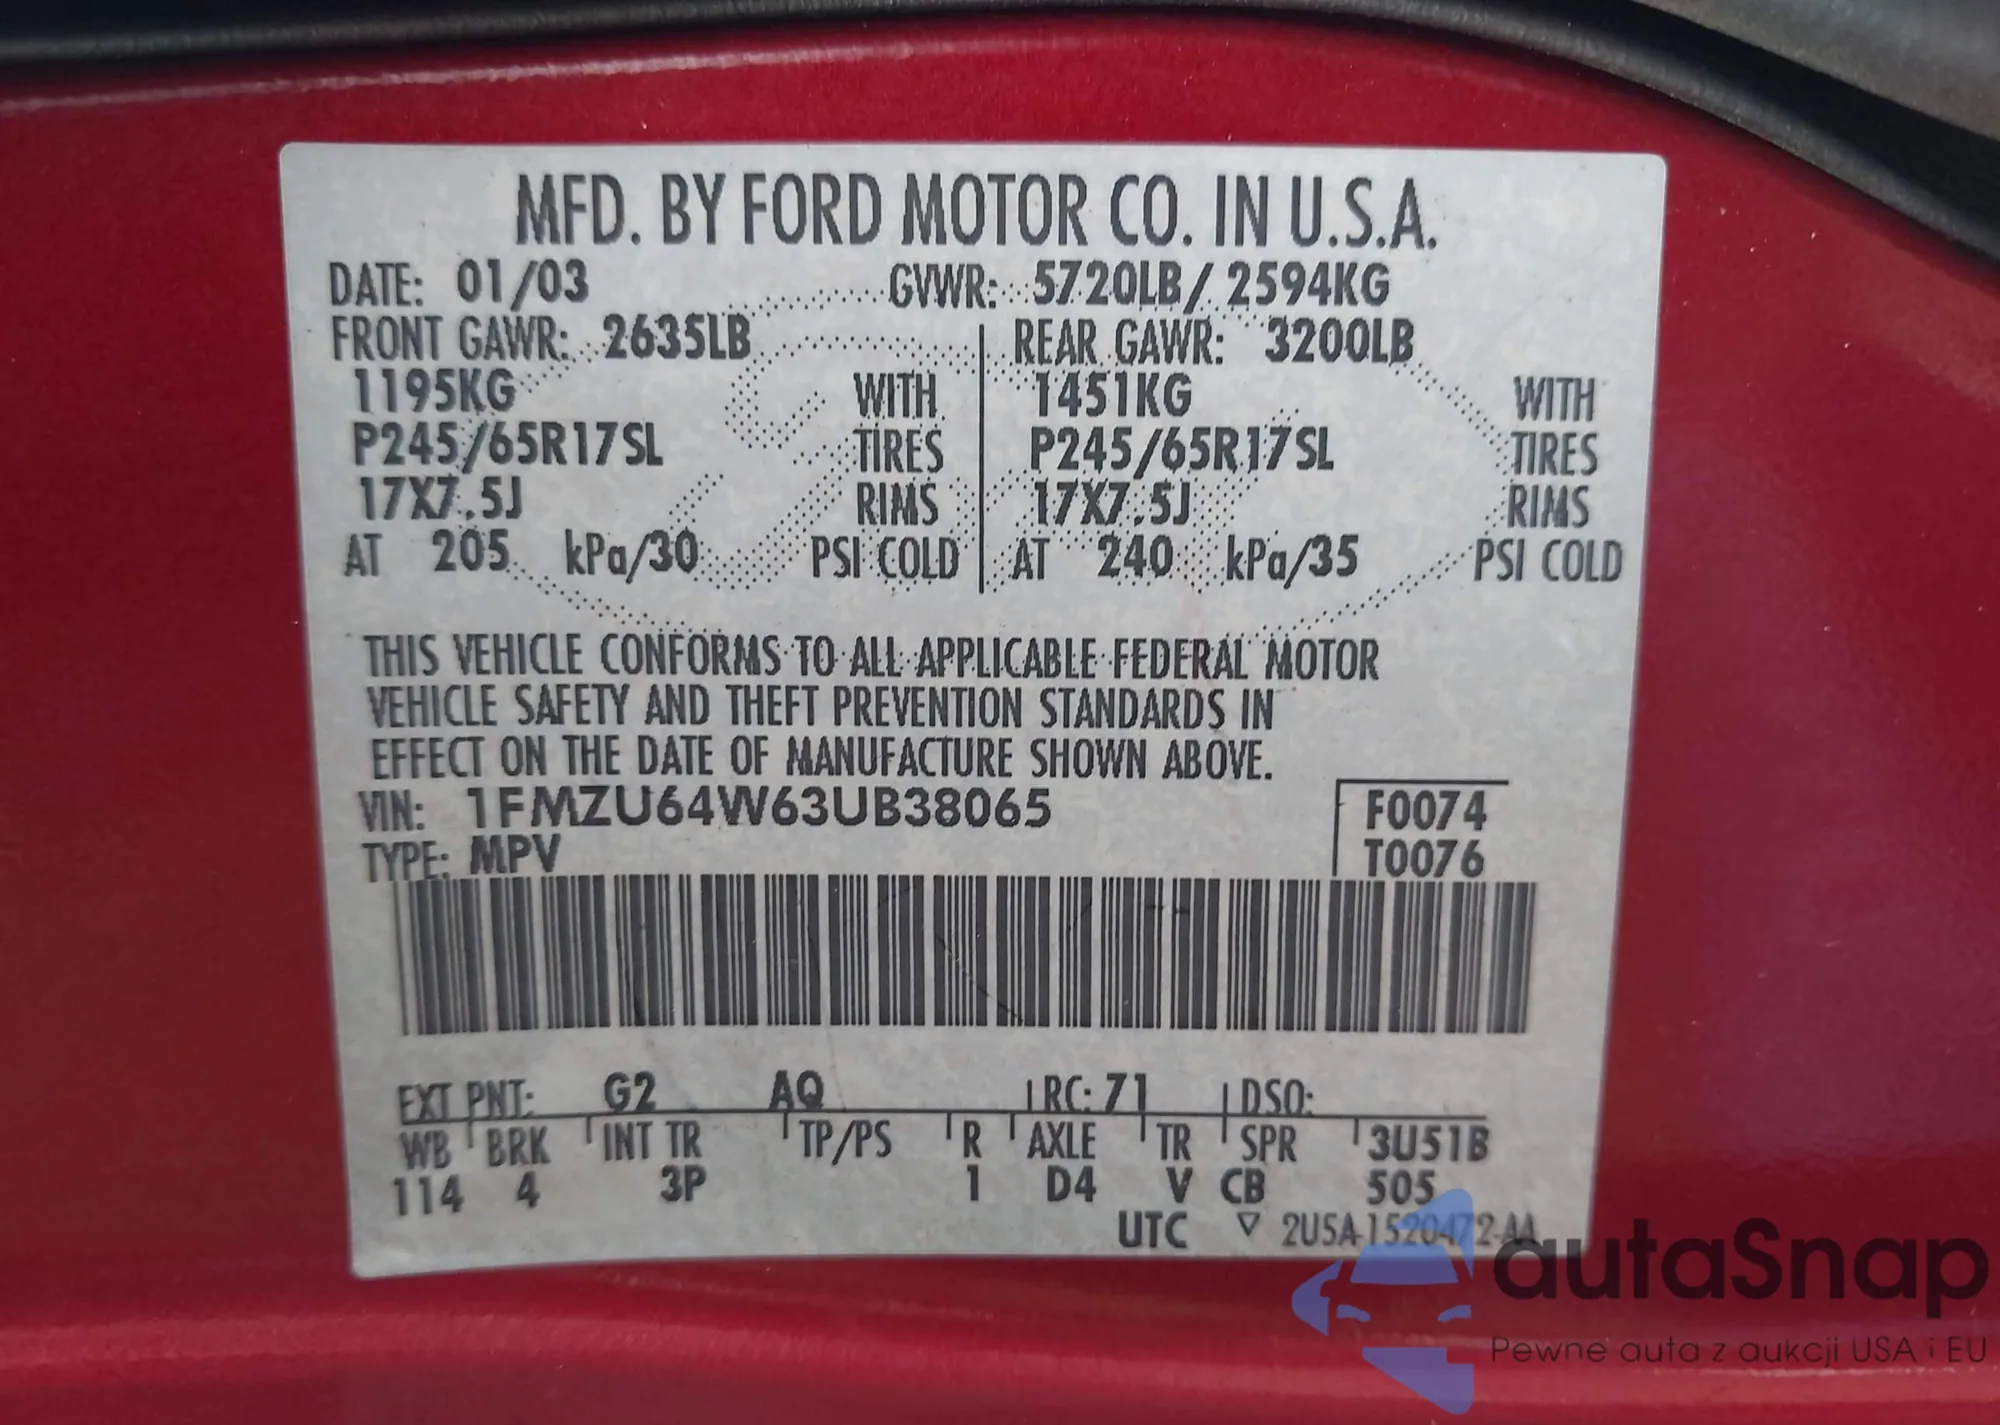 MFD. BY FORD MOTOR CO. IN U.S.A.
DATE: 01/03 GVWR: 5720LB/ 2594KG
FRONT GAWR: 2635LB REAR GAWR: 3200LB
1195KG WITH 1451KG WITH
P245/65R17SL TIRES P245/65R17SL TIRES
17X7.5J RIMS 17X7.5J RIMS
AT 205 kPa/30 PSI COLD AT 240 kPa/35 PSI COLD
THIS VEHICLE CONFORMS TO ALL APPLICABLE FEDERAL MOTOR
VEHICLE SAFETY AND THEFT PREVENTION STANDARDS IN
EFFECT ON THE DATE OF MANUFACTURE SHOWN ABOVE.
VIN: 1FMZU64W63UB38065 F0074
TYPE: MPV T0076
EXT PNT: G2 AQ RC: 71 DSO:
WB BRK INT TR TP/PS R AXLE TR SPR 3U51B
114 4 3P 1 D4 V CB 505
UTC ▽ 2U5A-1520472-AA
autaSnap
Pewne auta z aukcji USA i EU